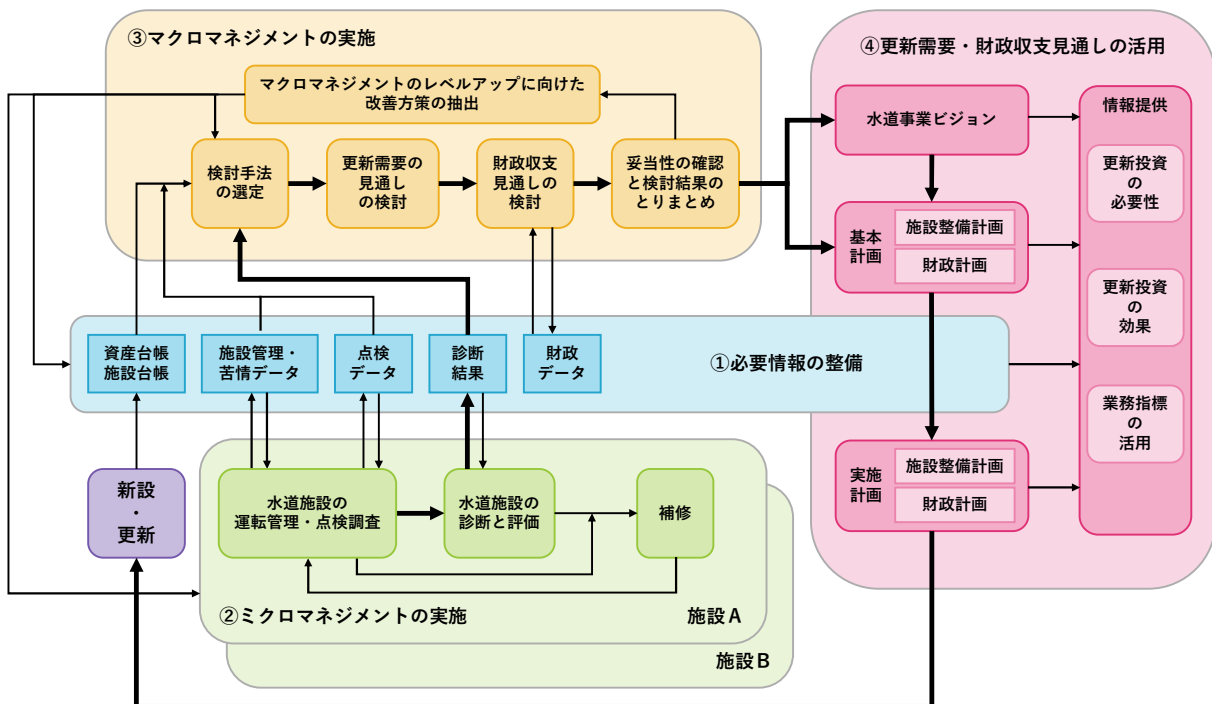 ③マクロマネジメントの実施
マクロマネジメントのレベルアップに向けた
改善方策の抽出
検討手法
の選定
更新需要の
見通し
の検討
財政収支
見通しの
検討
妥当性の確認
と検討結果の
とりまとめ
④更新需要・財政収支見通しの活用
水道事業ビジョン
基本
計画
施設整備計画
財政計画
実施
計画
施設整備計画
財政計画
情報提供
更新投資
の
必要性
更新投資
の
効果
業務指標
の
活用
①必要情報の整備
資産台帳
施設台帳
施設管理・
苦情データ
点検
データ
診断
結果
財政
データ
新設
・
更新
水道施設の
運転管理・点検調査
水道施設の
診断と評価
補修
②ミクロマネジメントの実施
施設A
施設B